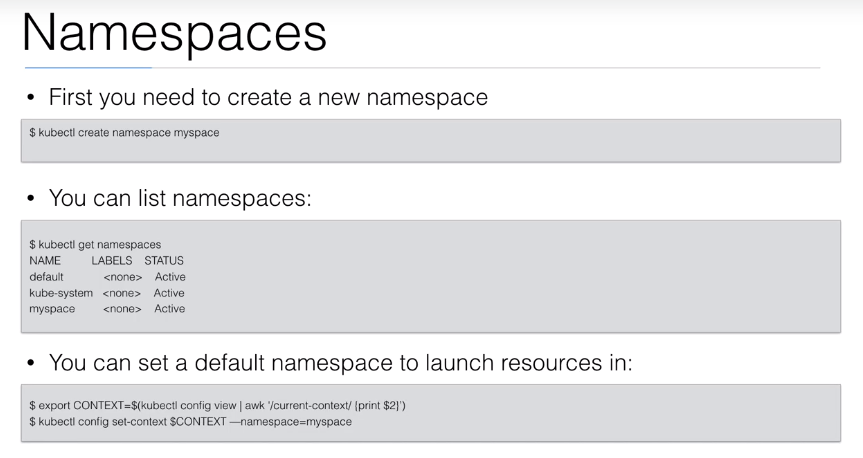 Namespaces
• First you need to create a new namespace
$ kubectl create namespace myspace
• You can list namespaces:
$ kubectl get namespaces
NAME LABELS STATUS
default <none> Active
kube-system <none> Active
myspace <none> Active
• You can set a default namespace to launch resources in:
$ export CONTEXT=$(kubectl config view | awk '/current-context/ {print $2}')
$ kubectl config set-context $CONTEXT —namespace=myspace